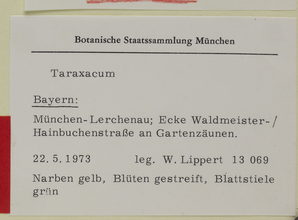 Botanische Staatssammlung München
Taraxacum
Bayern:
München-Lerchenau; Ecke Waldmeister-/
Hainbuchenstraße an Gartenzäunen.
22.5.1973 leg. W. Lippert 13 069
Narben gelb, Blüten gestreift, Blattstiele
grün